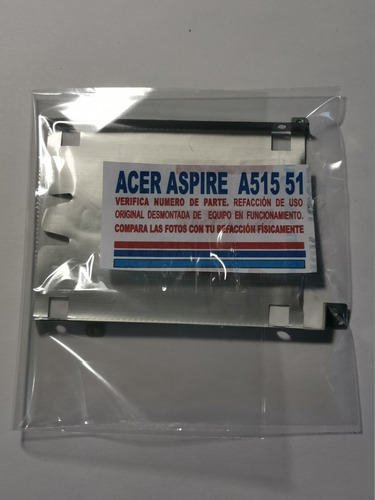 ACER ASPIRE A515 51
VERIFICA NUMERO DE PARTE. REFACCIÓN DE USO
ORIGINAL DESMONTADA DE EQUIPO EN FUNCIONAMIENTO.
COMPARA LAS FOTOS CON TU REFACCIÓN FÍSICAMENTE